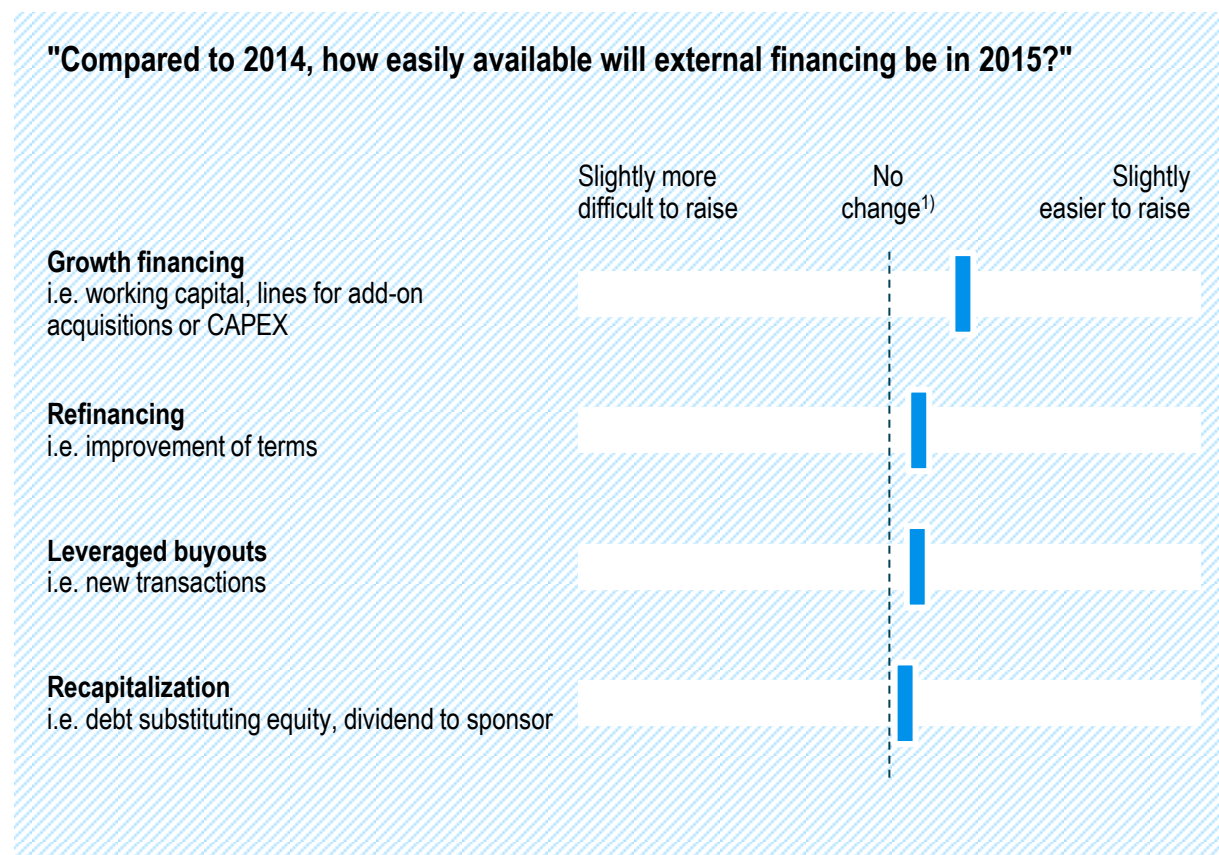 "Compared to 2014, how easily available will external financing be in 2015?"
Slightly more
difficult to raise
No
change1)
Slightly
easier to raise
Growth financing
i.e. working capital, lines for add-on
acquisitions or CAPEX
Refinancing
i.e. improvement of terms
Leveraged buyouts
i.e. new transactions
Recapitalization
i.e. debt substituting equity, dividend to sponsor